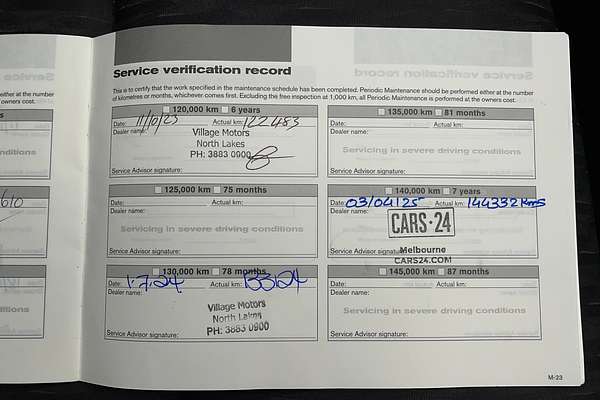 Service verification record
This is to certify that the work specified in the maintenance schedule has been completed. Periodic Maintenance should be performed either at the number
of kilometres or months, whichever comes first. Excluding the free inspection at 1,000 km, all Periodic Maintenance is performed at the owners cost.
either at the number
owners cost.
120,000 km 6 years
Date: 11/10/23 Actual km: 122483
Dealer name:
Village Motors
North Lakes
PH: 3883 0900
Service Advisor signature:
125,000 km 75 months
Date: Actual km:
Dealer name:
Servicing in severe driving conditions
Service Advisor signature:
130,000 km 78 months
Date: 1.7.24 Actual km:
Dealer name:
Village Motors
North Lakes
PH: 3883 0900
Service Advisor signature:
135,000 km 81 months
Date: Actual km:
Dealer name:
Servicing in severe driving conditions
Service Advisor signature:
140,000 km 7 years
Date: 03/04/25 Actual km: 144332 kms
Dealer name:
CARS·24
Melbourne
CARS24.COM
Service Advisor signature:
145,000 km 87 months
Date: Actual km:
Dealer name:
Servicing in severe driving conditions
Service Advisor signature:
M-23